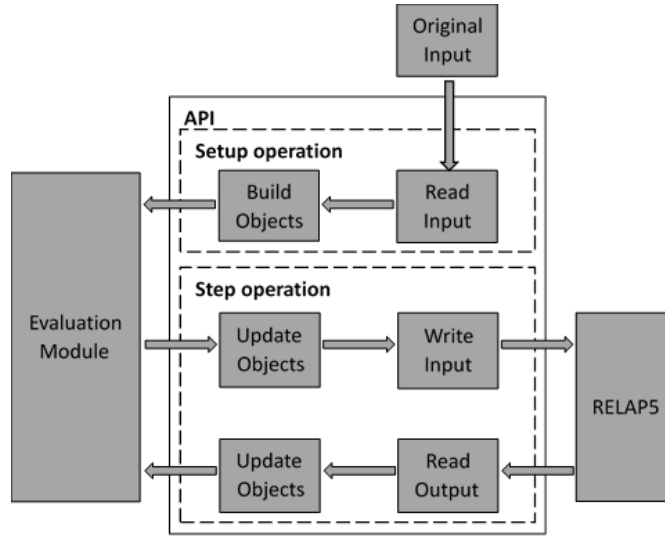 Original
Input
API
Setup operation
Build
Objects
Read
Input
Step operation
Evaluation
Module
Update
Objects
Write
Input
RELAP5
Update
Objects
Read
Output